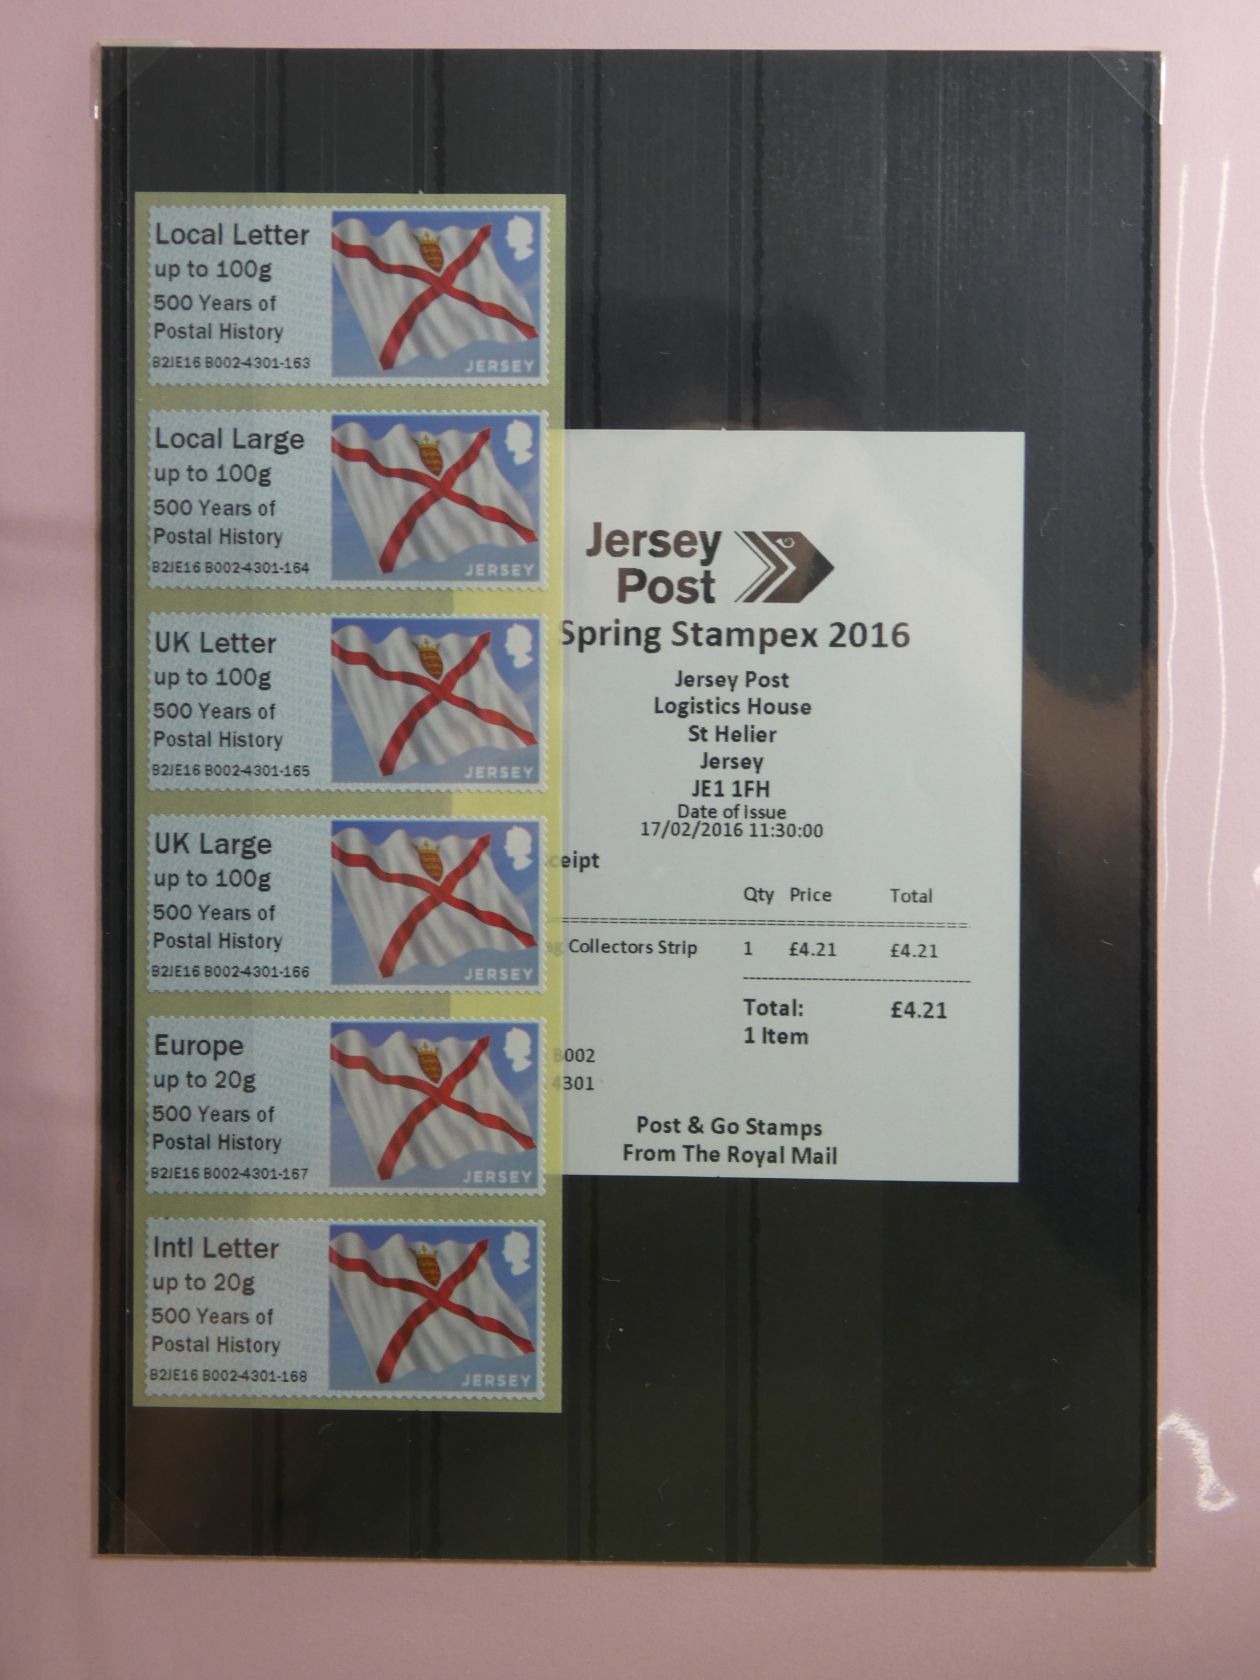 Local Letter
up to 100g
500 Years of
Postal History
B2JE16 B002-4301-163
JERSEY
Local Large
up to 100g
500 Years of
Postal History
B2JE16 B002-4301-164
JERSEY
UK Letter
up to 100g
500 Years of
Postal History
B2JE16 B002-4301-165
JERSEY
UK Large
up to 100g
500 Years of
Postal History
B2JE16 B002-4301-166
JERSEY
Europe
up to 20g
500 Years of
Postal History
B2JE16 B002-4301-167
JERSEY
Intl Letter
up to 20g
500 Years of
Postal History
B2JE16 B002-4301-168
JERSEY
Jersey
Post
Spring Stampex 2016
Jersey Post
Logistics House
St Helier
Jersey
JE1 1FH
Date of issue
17/02/2016 11:30:00
Qty Price Total
Collectors Strip 1 £4.21 £4.21
Total: £4.21
1 Item
B002
4301
Post & Go Stamps
From The Royal Mail